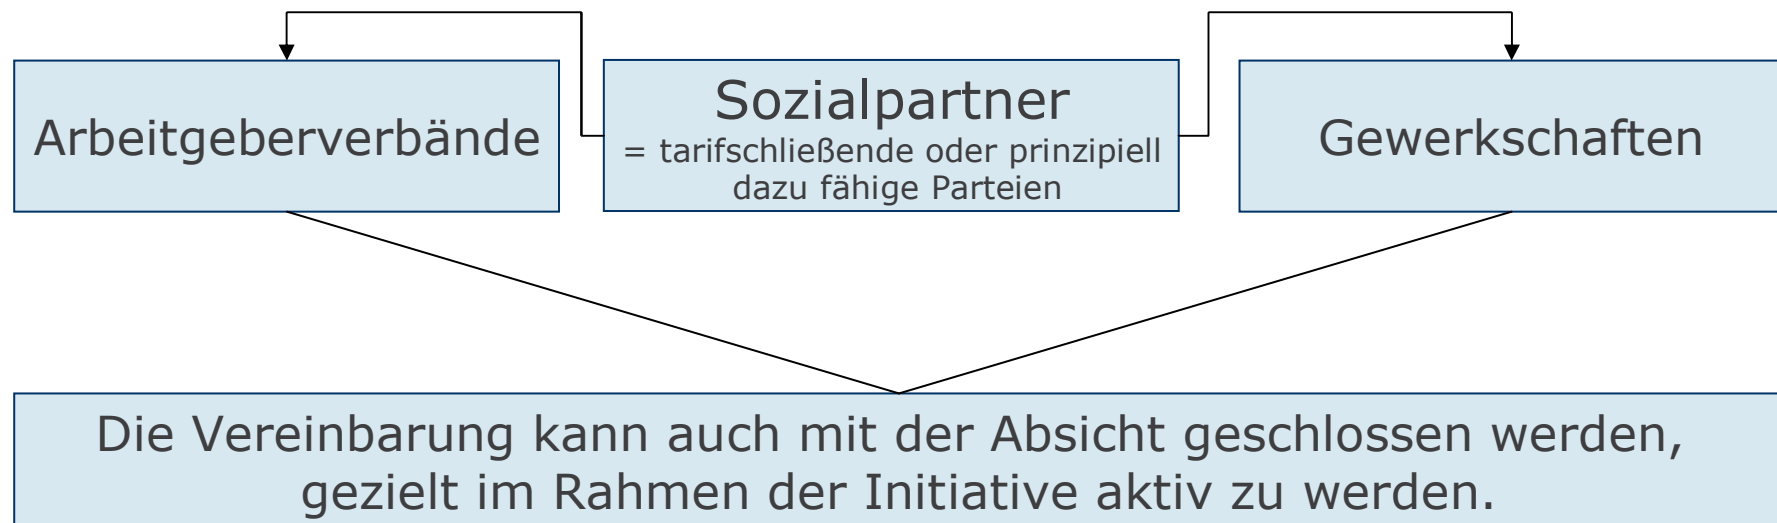 Arbeitgeberverbände
Sozialpartner
= tarifschließende oder prinzipiell
dazu fähige Parteien
Gewerkschaften
Die Vereinbarung kann auch mit der Absicht geschlossen werden,
gezielt im Rahmen der Initiative aktiv zu werden.